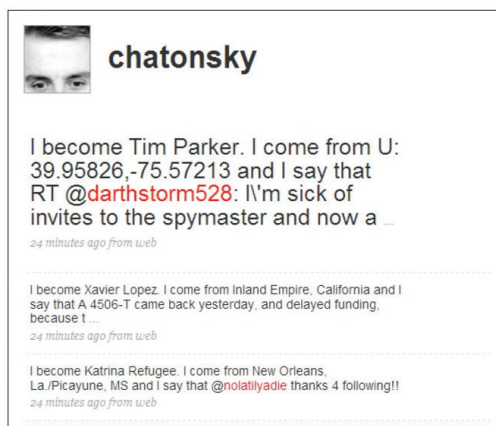 chatonsky
I become Tim Parker. I come from U:
39.95826,-75.57213 and I say that
RT @darthstorm528: I\'m sick of
invites to the spymaster and now a ...
24 minutes ago from web
I become Xavier Lopez. I come from Inland Empire, California and I
say that A 4506-T came back yesterday, and delayed funding,
because t ...
24 minutes ago from web
I become Katrina Refugee. I come from New Orleans,
La./Picayune, MS and I say that @nolatilyadie thanks 4 following!!
24 minutes ago from web